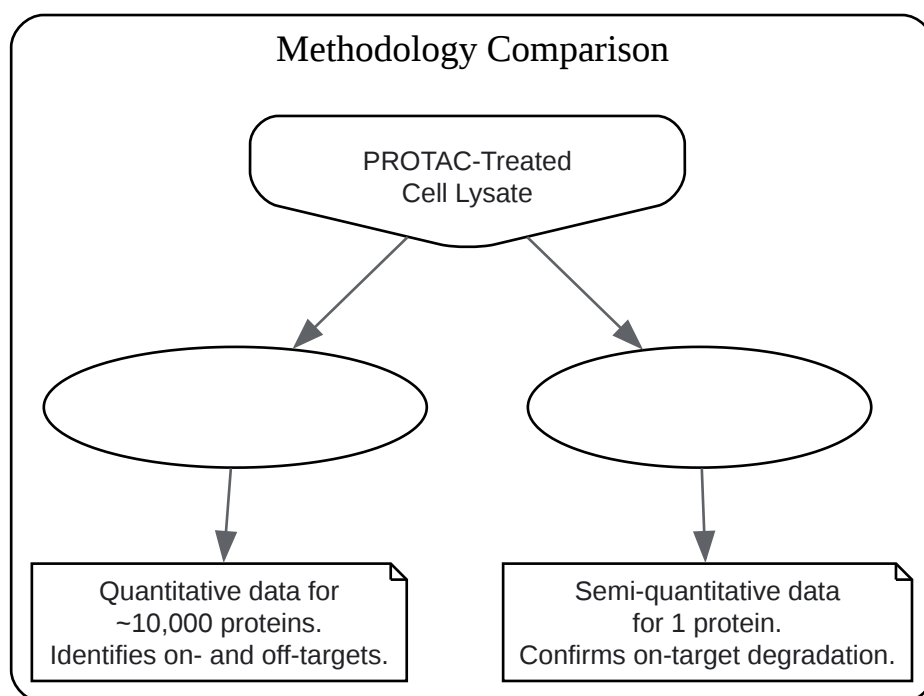 Methodology Comparison
PROTAC-Treated
Cell Lysate
Quantitative data for
~10,000 proteins.
Identifies on- and off-targets.
Semi-quantitative data
for 1 protein.
Confirms on-target degradation.